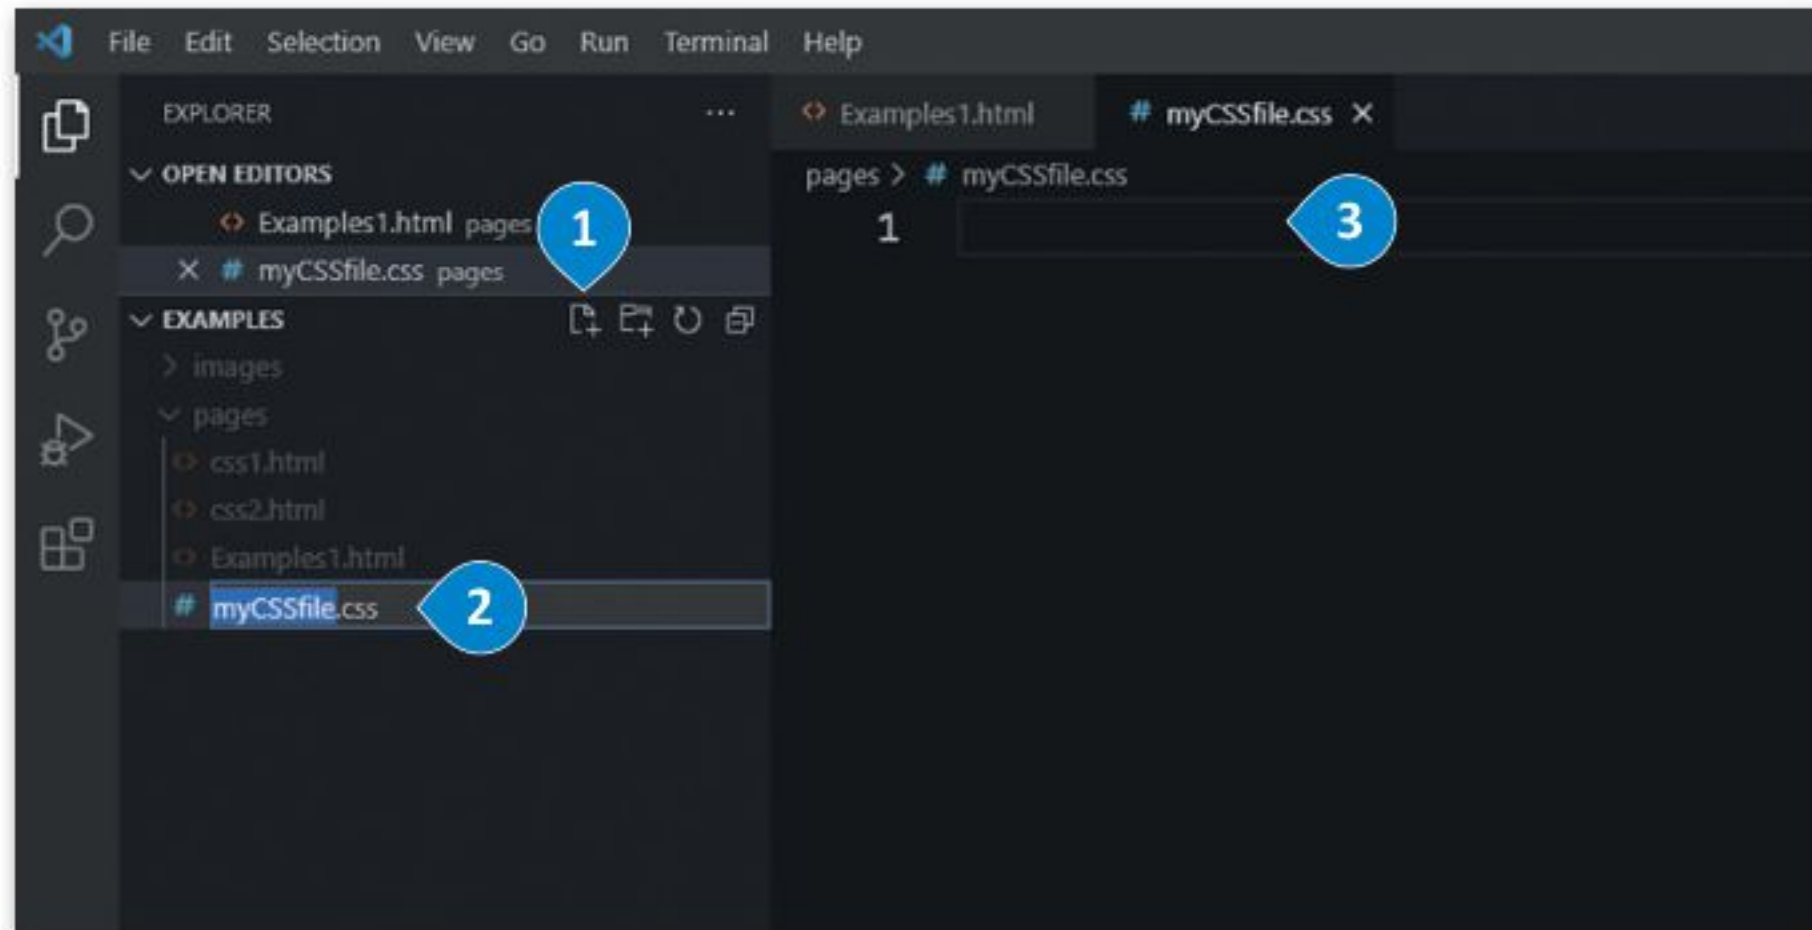 File Edit Selection View Go Run Terminal Help
EXPLORER ...
OPEN EDITORS
Examples1.html pages
myCSSfile.css pages
1
EXAMPLES
images
pages
css1.html
css2.html
Examples1.html
# myCSSfile.css
2
Examples1.html
# myCSSfile.css
pages > # myCSSfile.css
1
3